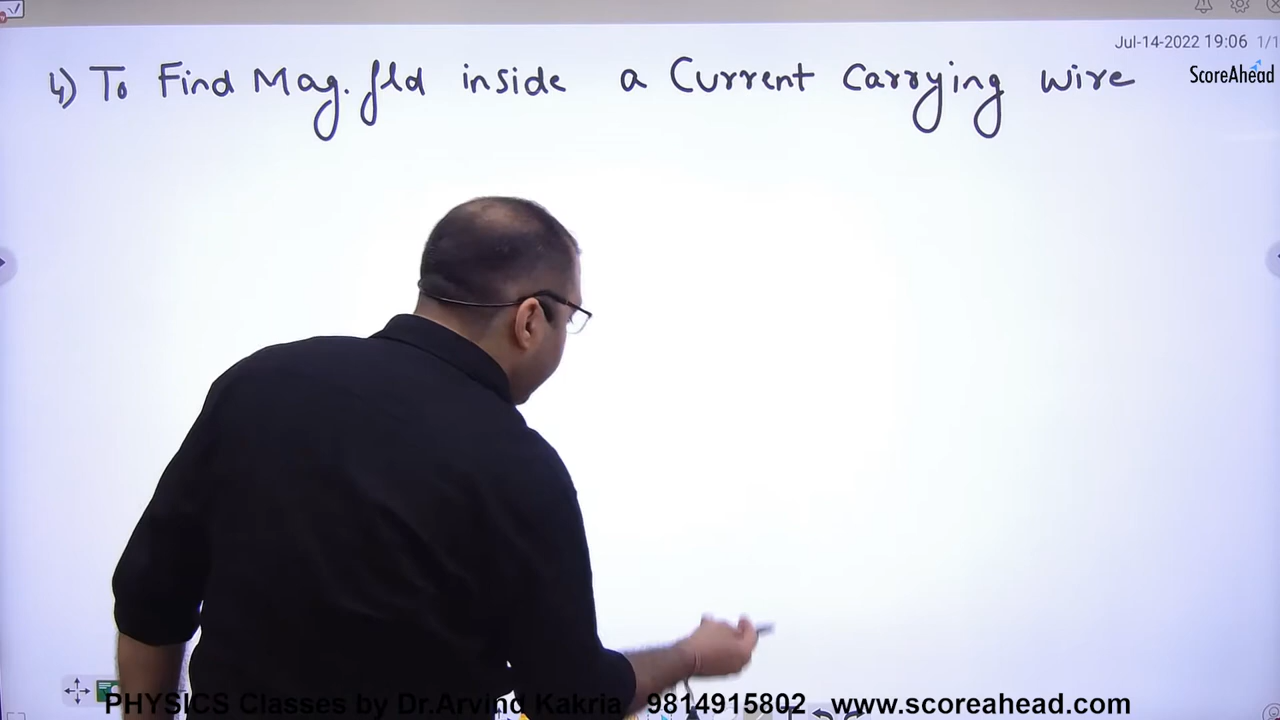 Jul-14-2022 19:06 1/1
4) To Find Mag. fld inside a Current Carrying wire
ScoreAhead
PHYSICS Classes by Dr.Arvind Kakria 9814915802 www.scoreahead.com